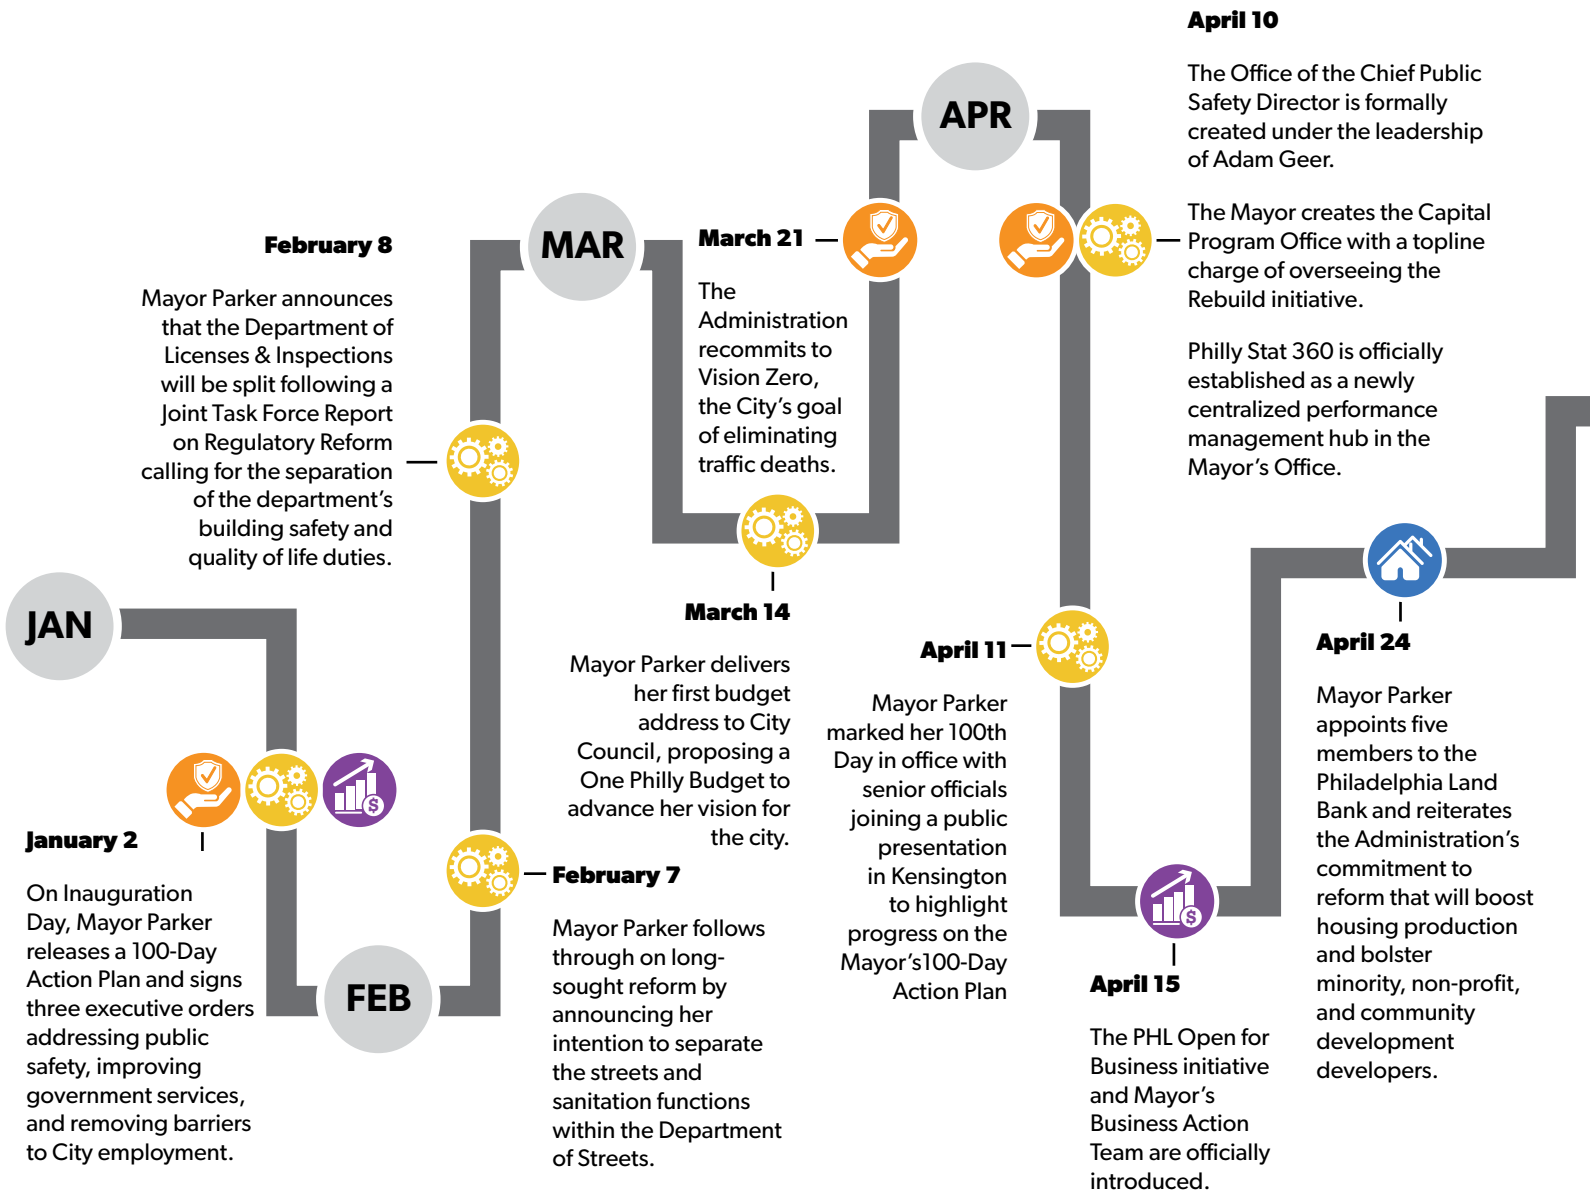 JAN
January 2
On Inauguration
Day, Mayor Parker
releases a 100-Day
Action Plan and signs
three executive orders
addressing public
safety, improving
government services,
and removing barriers
to City employment.
FEB
February 7
Mayor Parker follows
through on long-
sought reform by
announcing her
intention to separate
the streets and
sanitation functions
within the Department
of Streets.
February 8
Mayor Parker announces
that the Department of
Licenses & Inspections
will be split following a
Joint Task Force Report
on Regulatory Reform
calling for the separation
of the department's
building safety and
quality of life duties.
MAR
March 14
Mayor Parker delivers
her first budget
address to City
Council, proposing a
One Philly Budget to
advance her vision for
the city.
March 21
The
Administration
recommits to
Vision Zero,
the City's goal
of eliminating
traffic deaths.
APR
April 10
The Office of the Chief Public
Safety Director is formally
created under the leadership
of Adam Geer.
The Mayor creates the Capital
Program Office with a topline
charge of overseeing the
Rebuild initiative.
Philly Stat 360 is officially
established as a newly
centralized performance
management hub in the
Mayor's Office.
April 11
Mayor Parker
marked her 100th
Day in office with
senior officials
joining a public
presentation
in Kensington
to highlight
progress on the
Mayor's100-Day
Action Plan
$
April 15
The PHL Open for
Business initiative
and Mayor's
Business Action
Team are officially
introduced.
April 24
Mayor Parker
appoints five
members to the
Philadelphia Land
Bank and reiterates
the Administration's
commitment to
reform that will boost
housing production
and bolster
minority, non-profit,
and community
development
developers.
$